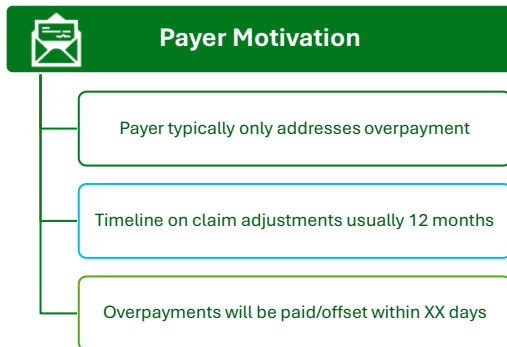 Payer Motivation
Payer typically only addresses overpayment
Timeline on claim adjustments usually 12 months
Overpayments will be paid/offset within XX days